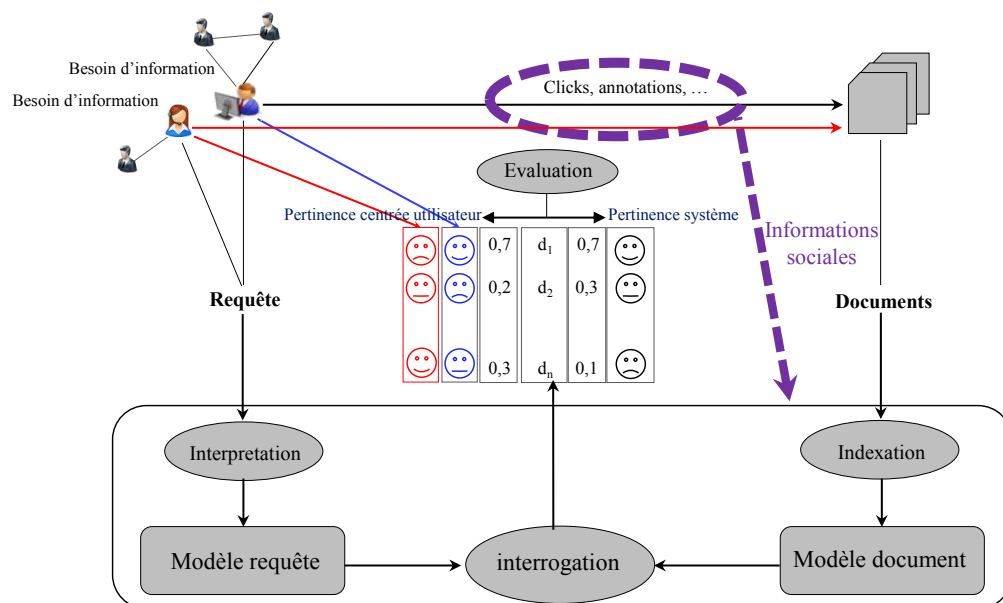 Besoin d’information
Besoin d’information
Clicks, annotations, …
Evaluation
Pertinence centrée utilisateur
Pertinence système
Informations
sociales
0,7 d1 0,7
0,2 d2 0,3
0,3 dn 0,1
Requête
Documents
Interpretation
Indexation
Modèle requête
interrogation
Modèle document